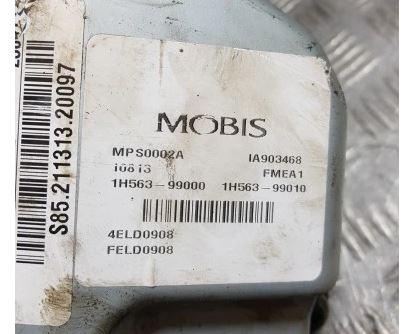 MOBIS
MPS0002A IA903468
10813 FMEA1
1H563-99000 1H563-99010
4ELD0908
FELD0908
S85.211313.20097